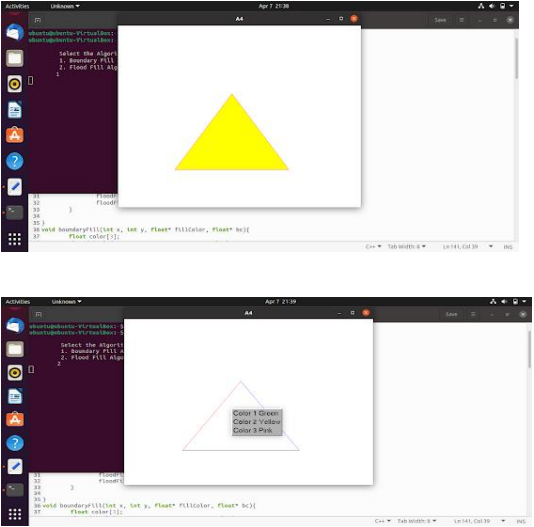 Activities Unknown Apr 7 21:38
A4
Save
ubuntu@ubuntu-VirtualBox:
ubuntu@ubuntu-VirtualBox:
Select the Algorit
1. Boundary Fill
2. Flood Fill Algo
1
31 floodFi
32 floodFi
33 }
34
35 }
36 void boundaryFill(int x, int y, float* fillColor, float* bc){
37 float color[3];
C++ Tab Width: 8 Ln 141, Col 39 INS
Activities Unknown Apr 7 21:39
A4
Save
ubuntu@ubuntu-VirtualBox: $
ubuntu@ubuntu-VirtualBox: $
Select the Algorit
1. Boundary Fill A
2. Flood Fill Algo
2
Color 1 Green
Color 2 Yellow
Color 3 Pink
31 floodFi
32 floodFi
33 }
34
35 }
36 void boundaryFill(int x, int y, float* fillColor, float* bc){
37 float color[3];
C++ Tab Width: 8 Ln 141, Col 39 INS